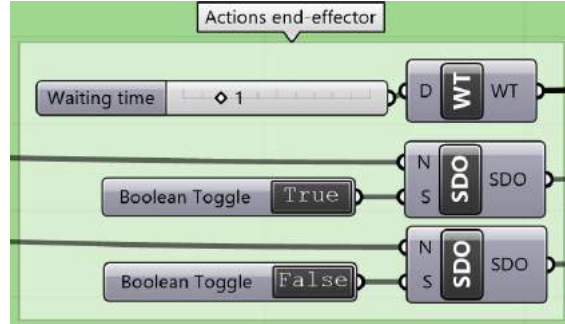 Actions end-effector
Waiting time 1 D WT WT
N SDO SDO
Boolean Toggle True S
N SDO SDO
Boolean Toggle False S